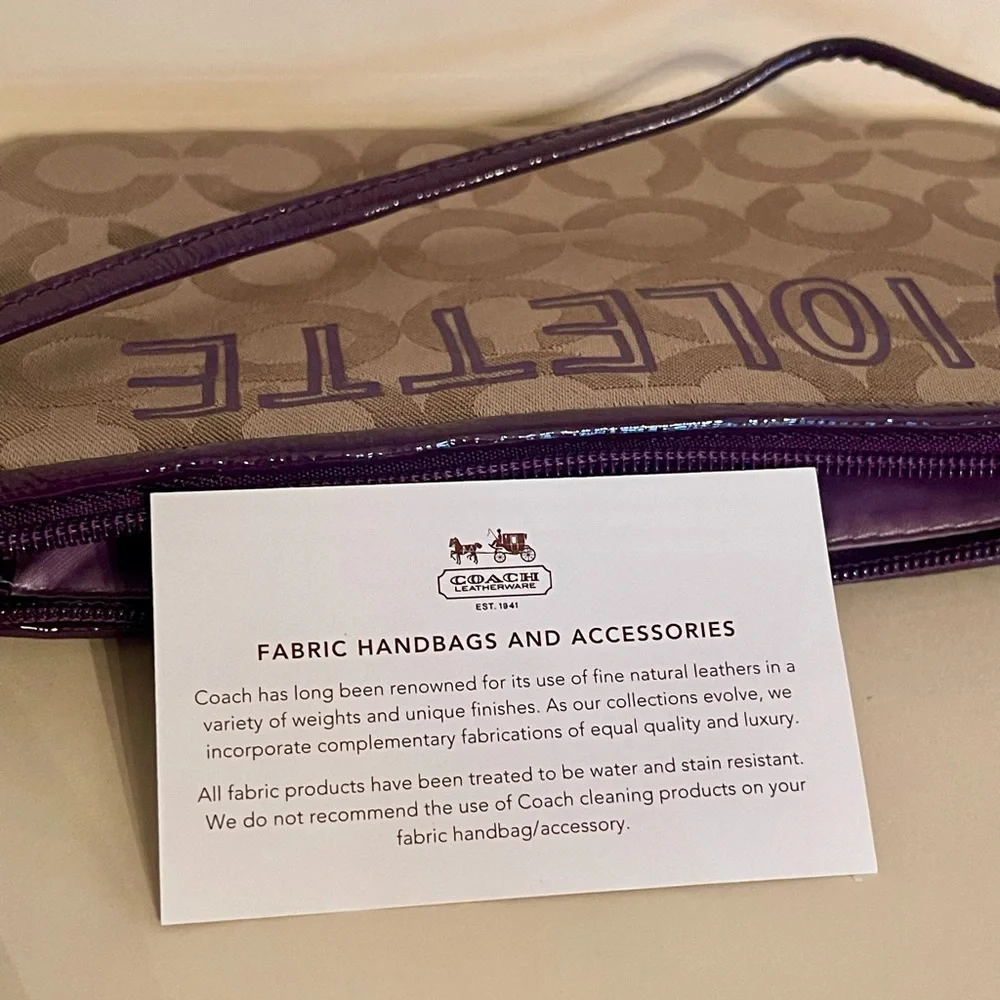 IOLETTE
COACH
LEATHERWARE
EST. 1941
FABRIC HANDBAGS AND ACCESSORIES
Coach has long been renowned for its use of fine natural leathers in a
variety of weights and unique finishes. As our collections evolve, we
incorporate complementary fabrications of equal quality and luxury.
All fabric products have been treated to be water and stain resistant.
We do not recommend the use of Coach cleaning products on your
fabric handbag/accessory.